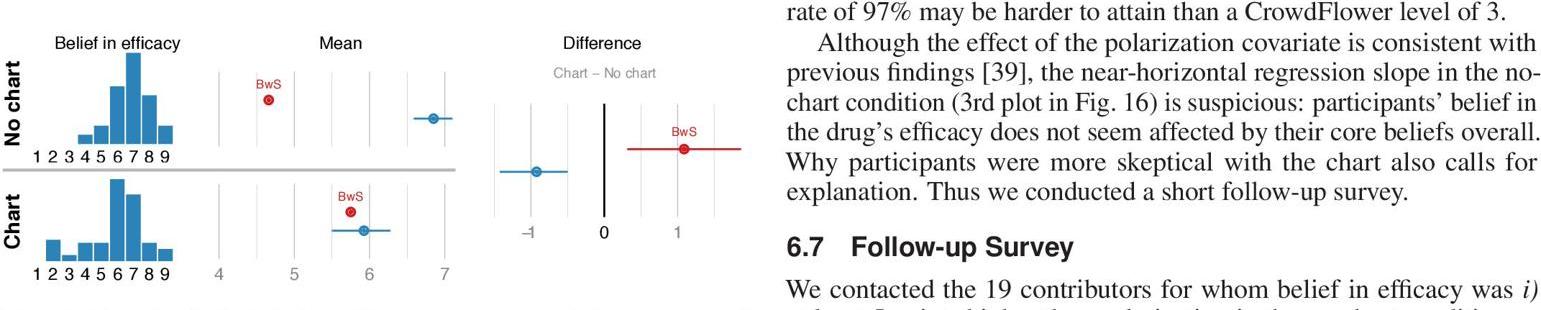 Belief in efficacy
Mean
Difference
Chart – No chart
No chart
BwS
BwS
1 2 3 4 5 6 7 8 9
Chart
BwS
1 2 3 4 5 6 7 8 9
4 5 6 7
–1 0 1
rate of 97% may be harder to attain than a CrowdFlower level of 3.
Although the effect of the polarization covariate is consistent with
previous findings [39], the near-horizontal regression slope in the no-
chart condition (3rd plot in Fig. 16) is suspicious: participants’ belief in
the drug’s efficacy does not seem affected by their core beliefs overall.
Why participants were more skeptical with the chart also calls for
explanation. Thus we conducted a short follow-up survey.
6.7 Follow-up Survey
We contacted the 19 contributors for whom belief in efficacy was i)